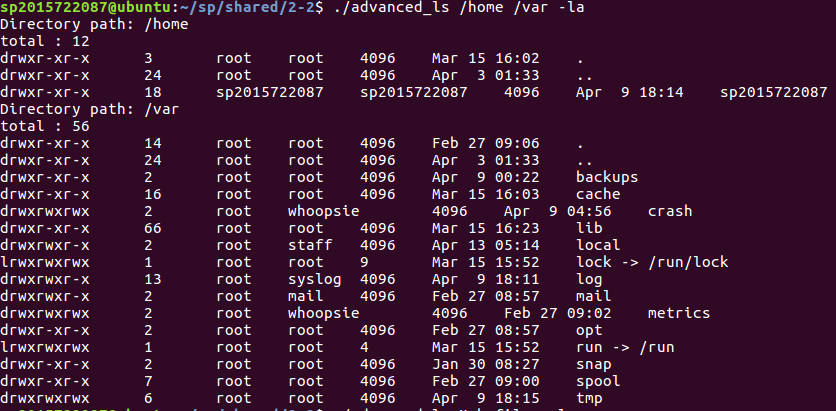 sp2015722087@ubuntu:~/sp/shared/2-2$ ./advanced_ls /home /var -la
Directory path: /home
total : 12
drwxr-xr-x 3 root root 4096 Mar 15 16:02 .
drwxr-xr-x 24 root root 4096 Apr 3 01:33 ..
drwxr-xr-x 18 sp2015722087 sp2015722087 4096 Apr 9 18:14 sp2015722087
Directory path: /var
total : 56
drwxr-xr-x 14 root root 4096 Feb 27 09:06 .
drwxr-xr-x 24 root root 4096 Apr 3 01:33 ..
drwxr-xr-x 2 root root 4096 Apr 9 00:22 backups
drwxr-xr-x 16 root root 4096 Mar 15 16:03 cache
drwxrwxrwx 2 root whoopsie 4096 Apr 9 04:56 crash
drwxr-xr-x 66 root root 4096 Mar 15 16:23 lib
drwxrwxr-x 2 root staff 4096 Apr 13 05:14 local
lrwxrwxrwx 1 root root 9 Mar 15 15:52 lock -> /run/lock
drwxrwxr-x 13 root syslog 4096 Apr 9 18:11 log
drwxrwxr-x 2 root mail 4096 Feb 27 08:57 mail
drwxrwxrwx 2 root whoopsie 4096 Feb 27 09:02 metrics
drwxr-xr-x 2 root root 4096 Feb 27 08:57 opt
lrwxrwxrwx 1 root root 4 Mar 15 15:52 run -> /run
drwxr-xr-x 2 root root 4096 Jan 30 08:27 snap
drwxr-xr-x 7 root root 4096 Feb 27 09:00 spool
drwxrwxrwx 6 root root 4096 Apr 9 18:15 tmp